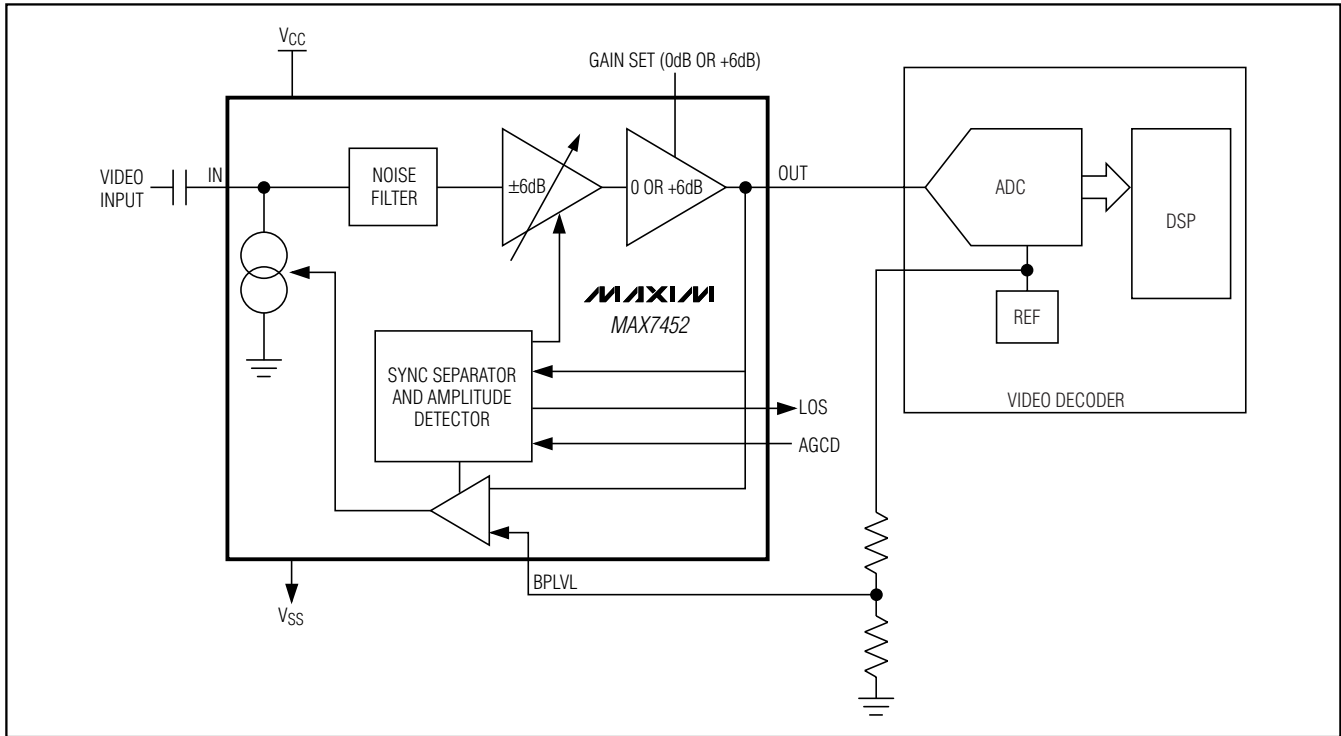 VCC
GAIN SET (0dB OR +6dB)
VIDEO
INPUT
IN
NOISE
FILTER
±6dB
0 OR +6dB
OUT
ADC
DSP
REF
VIDEO DECODER
MAXIM
MAX7452
SYNC SEPARATOR
AND AMPLITUDE
DETECTOR
LOS
AGCD
BPLVL
VSS